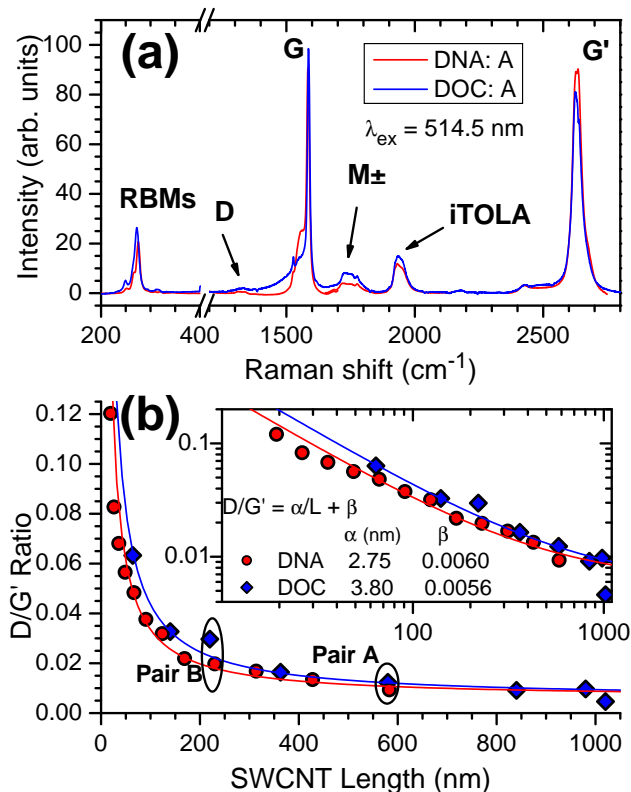 (a)
G
G'
DNA: A
DOC: A
λex = 514.5 nm
RBMs
D
M±
iTOLA
Intensity (arb. units)
100
80
60
40
20
0
200
400
1500
2000
2500
Raman shift (cm-1)
(b)
D/G' Ratio
0.12
0.10
0.08
0.06
0.04
0.02
0.00
0.1
0.01
D/G' = α/L + β
α (nm) β
DNA 2.75 0.0060
DOC 3.80 0.0056
100
1000
Pair B
Pair A
0
200
400
600
800
1000
SWCNT Length (nm)